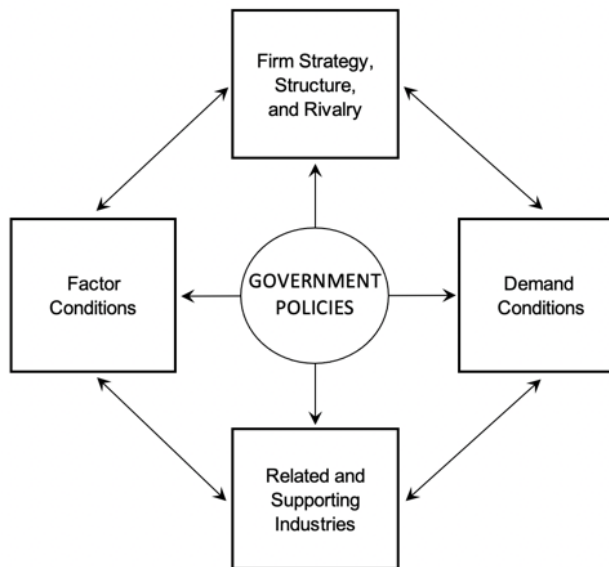 Firm Strategy,
Structure,
and Rivalry
Factor
Conditions
GOVERNMENT
POLICIES
Demand
Conditions
Related and
Supporting
Industries